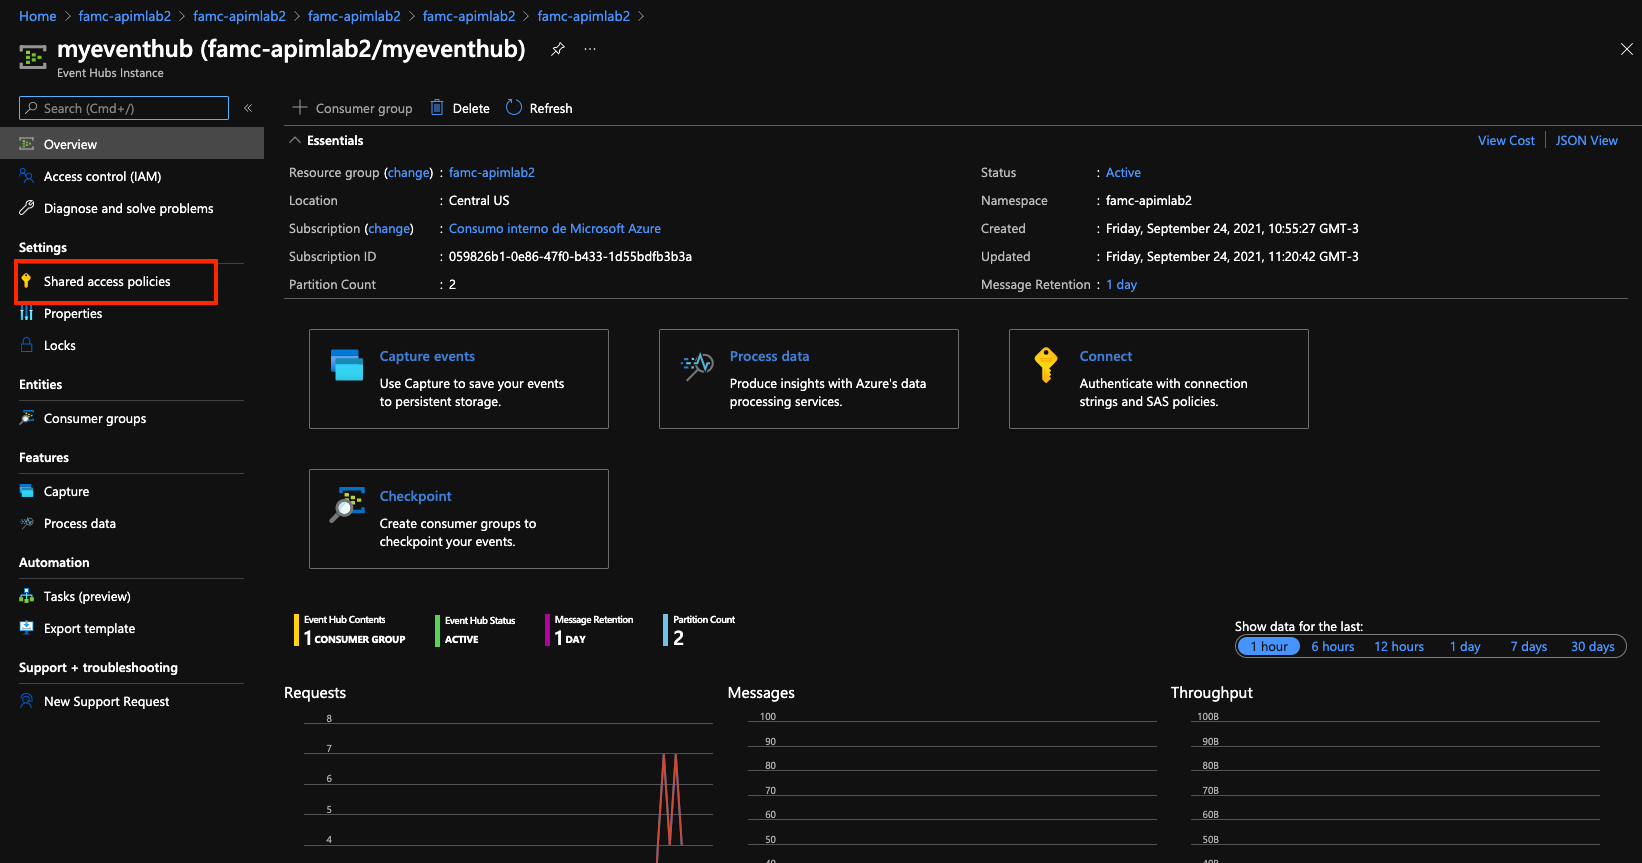 Home > famc-apimlab2 > famc-apimlab2 > famc-apimlab2 > famc-apimlab2 > famc-apimlab2 >
myeventhub (famc-apimlab2/myeventhub)
Event Hubs Instance
Search (Cmd+/)
Overview
Access control (IAM)
Diagnose and solve problems
Settings
Shared access policies
Properties
Locks
Entities
Consumer groups
Features
Capture
Process data
Automation
Tasks (preview)
Export template
Support + troubleshooting
New Support Request
Consumer group Delete Refresh
Essentials
View Cost JSON View
Resource group (change) : famc-apimlab2
Location : Central US
Subscription (change) : Consumo interno de Microsoft Azure
Subscription ID : 059826b1-0e86-47f0-b433-1d55bdfb3b3a
Partition Count : 2
Status : Active
Namespace : famc-apimlab2
Created : Friday, September 24, 2021, 10:55:27 GMT-3
Updated : Friday, September 24, 2021, 11:20:42 GMT-3
Message Retention : 1 day
Capture events
Use Capture to save your events
to persistent storage.
Process data
Produce insights with Azure's data
processing services.
Connect
Authenticate with connection
strings and SAS policies.
Checkpoint
Create consumer groups to
checkpoint your events.
Event Hub Contents
1 CONSUMER GROUP
Event Hub Status
ACTIVE
Message Retention
1 DAY
Partition Count
2
Show data for the last:
1 hour 6 hours 12 hours 1 day 7 days 30 days
Requests
8
7
6
5
4
Messages
100
90
80
70
60
50
40
Throughput
100B
90B
80B
70B
60B
50B
40B